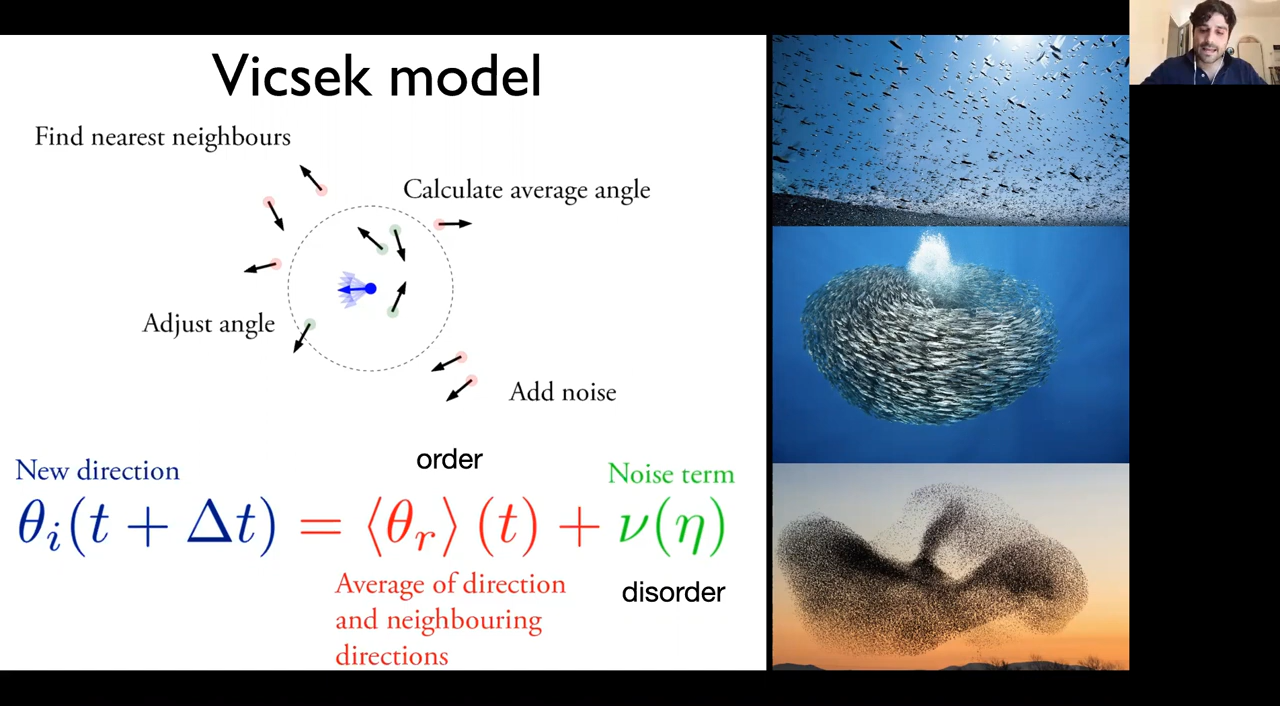 Vicsek model
Find nearest neighbours
Calculate average angle
Adjust angle
Add noise
order
New direction
Noise term
θᵢ(t + Δt) = ⟨θᵣ⟩ (t) + ν(η)
Average of direction
and neighbouring
directions
disorder